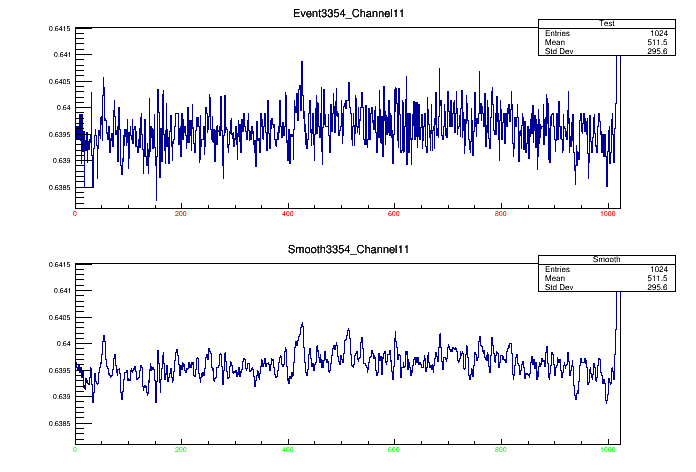 Event3354_Channel11
Test
Entries 1024
Mean 511.5
Std Dev 295.6
0.6415
0.641
0.6405
0.64
0.6395
0.639
0.6385
0 200 400 600 800 1000
Smooth3354_Channel11
Smooth
Entries 1024
Mean 511.5
Std Dev 295.6
0.6415
0.641
0.6405
0.64
0.6395
0.639
0.6385
0 200 400 600 800 1000